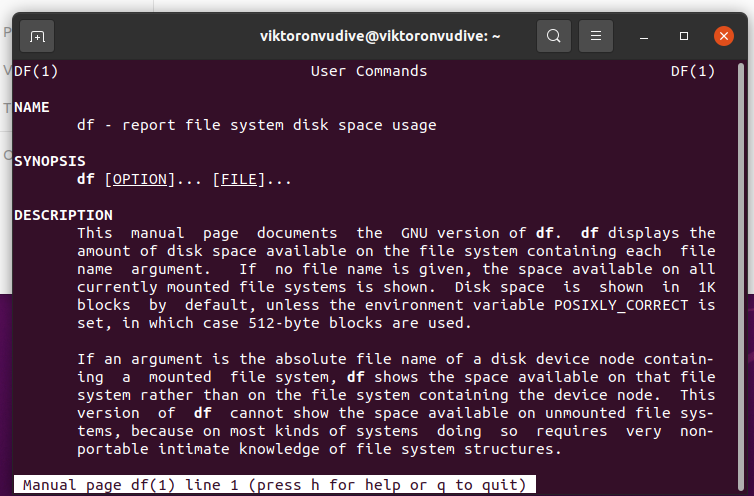 P
viktoronvudive@viktoronvudive: ~
V
DF(1) User Commands DF(1)
T
NAME
df - report file system disk space usage
SYNOPSIS
df [OPTION]... [FILE]...
DESCRIPTION
This manual page documents the GNU version of df. df displays the
amount of disk space available on the file system containing each file
name argument. If no file name is given, the space available on all
currently mounted file systems is shown. Disk space is shown in 1K
blocks by default, unless the environment variable POSIXLY_CORRECT is
set, in which case 512-byte blocks are used.
If an argument is the absolute file name of a disk device node contain-
ing a mounted file system, df shows the space available on that file
system rather than on the file system containing the device node. This
version of df cannot show the space available on unmounted file sys-
tems, because on most kinds of systems doing so requires very non-
portable intimate knowledge of file system structures.
Manual page df(1) line 1 (press h for help or q to quit)